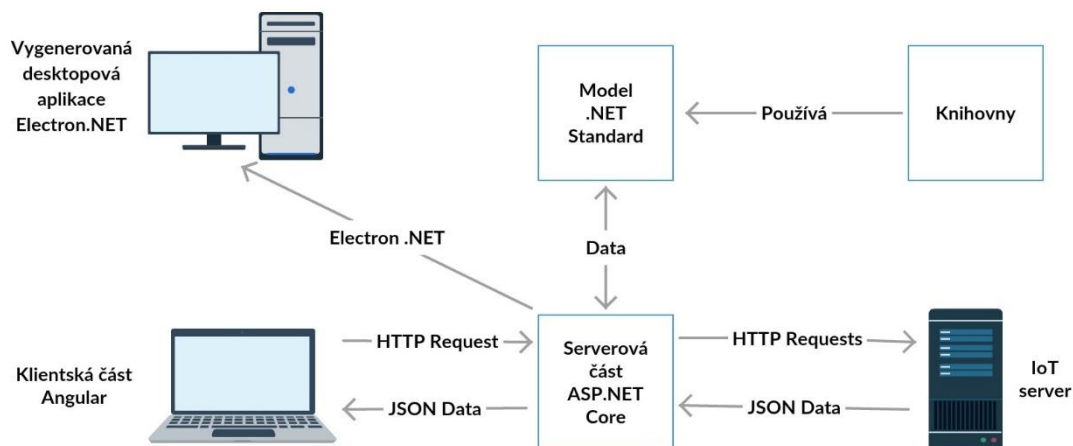 Vygenerovaná
desktopová
aplikace
Electron.NET
Model
.NET
Standard
Používá
Knihovny
Electron .NET
Data
Klientská část
Angular
HTTP Request
JSON Data
Serverová
část
ASP.NET
Core
HTTP Requests
JSON Data
IoT
server